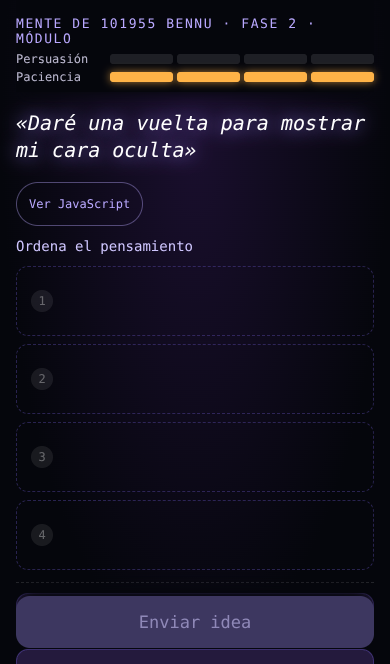 MENTE DE 101955 BENNU · FASE 2 ·
MÓDULO
Persuasión
Paciencia
«Daré una vuelta para mostrar
mi cara oculta»
Ver JavaScript
Ordena el pensamiento
1
2
3
4
Enviar idea